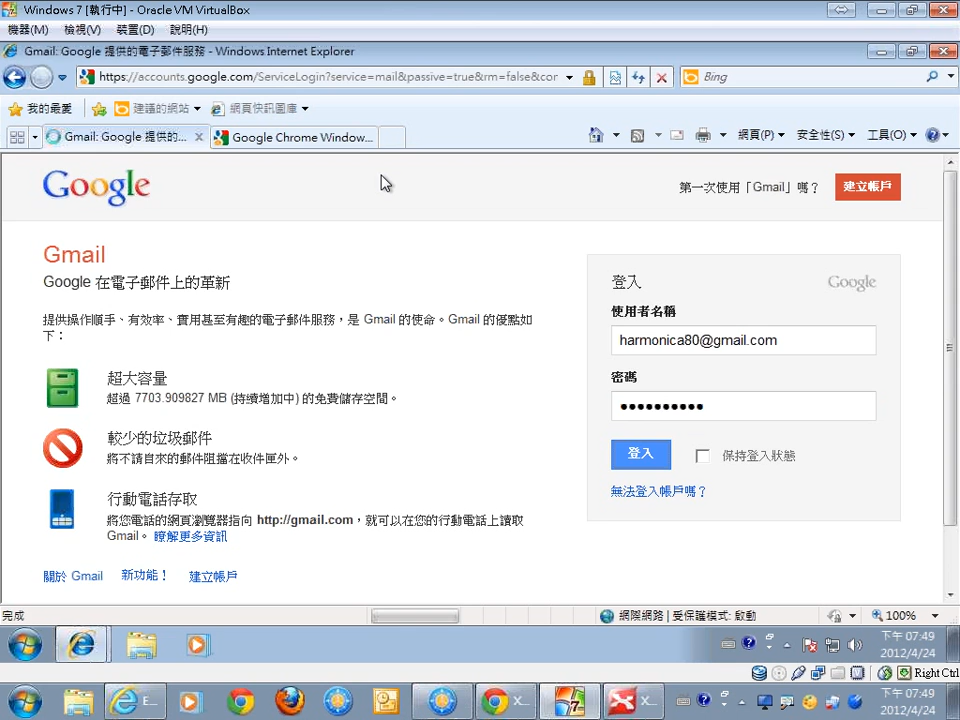 Windows 7 [執行中] - Oracle VM VirtualBox
機器(M) 檢視(V) 裝置(D) 說明(H)
Gmail: Google 提供的電子郵件服務 - Windows Internet Explorer
https://accounts.google.com/ServiceLogin?service=mail&passive=true&rm=false&cor
Bing
我的最愛 建議的網站 網頁快訊圖庫
Gmail: Google 提供的... Google Chrome Window... 網頁(P) 安全性(S) 工具(O)
Google
第一次使用「Gmail」嗎？ 建立帳戶
Gmail
Google 在電子郵件上的革新
提供操作順手、有效率、實用甚至有趣的電子郵件服務，是 Gmail 的使命。Gmail 的優點如
下：
超大容量
超過 7703.909827 MB (持續增加中) 的免費儲存空間。
較少的垃圾郵件
將不請自來的郵件阻擋在收件匣外。
行動電話存取
將您電話的網頁瀏覽器指向 http://gmail.com，就可以在您的行動電話上讀取
Gmail。 瞭解更多資訊
關於 Gmail 新功能！ 建立帳戶
登入 Google
使用者名稱
harmonica80@gmail.com
密碼
登入 保持登入狀態
無法登入帳戶嗎？
完成 網際網路 | 受保護模式: 啟動 100%
下午 07:49
2012/4/24
Right Ctrl
E... X... X...
下午 07:49
2012/4/24